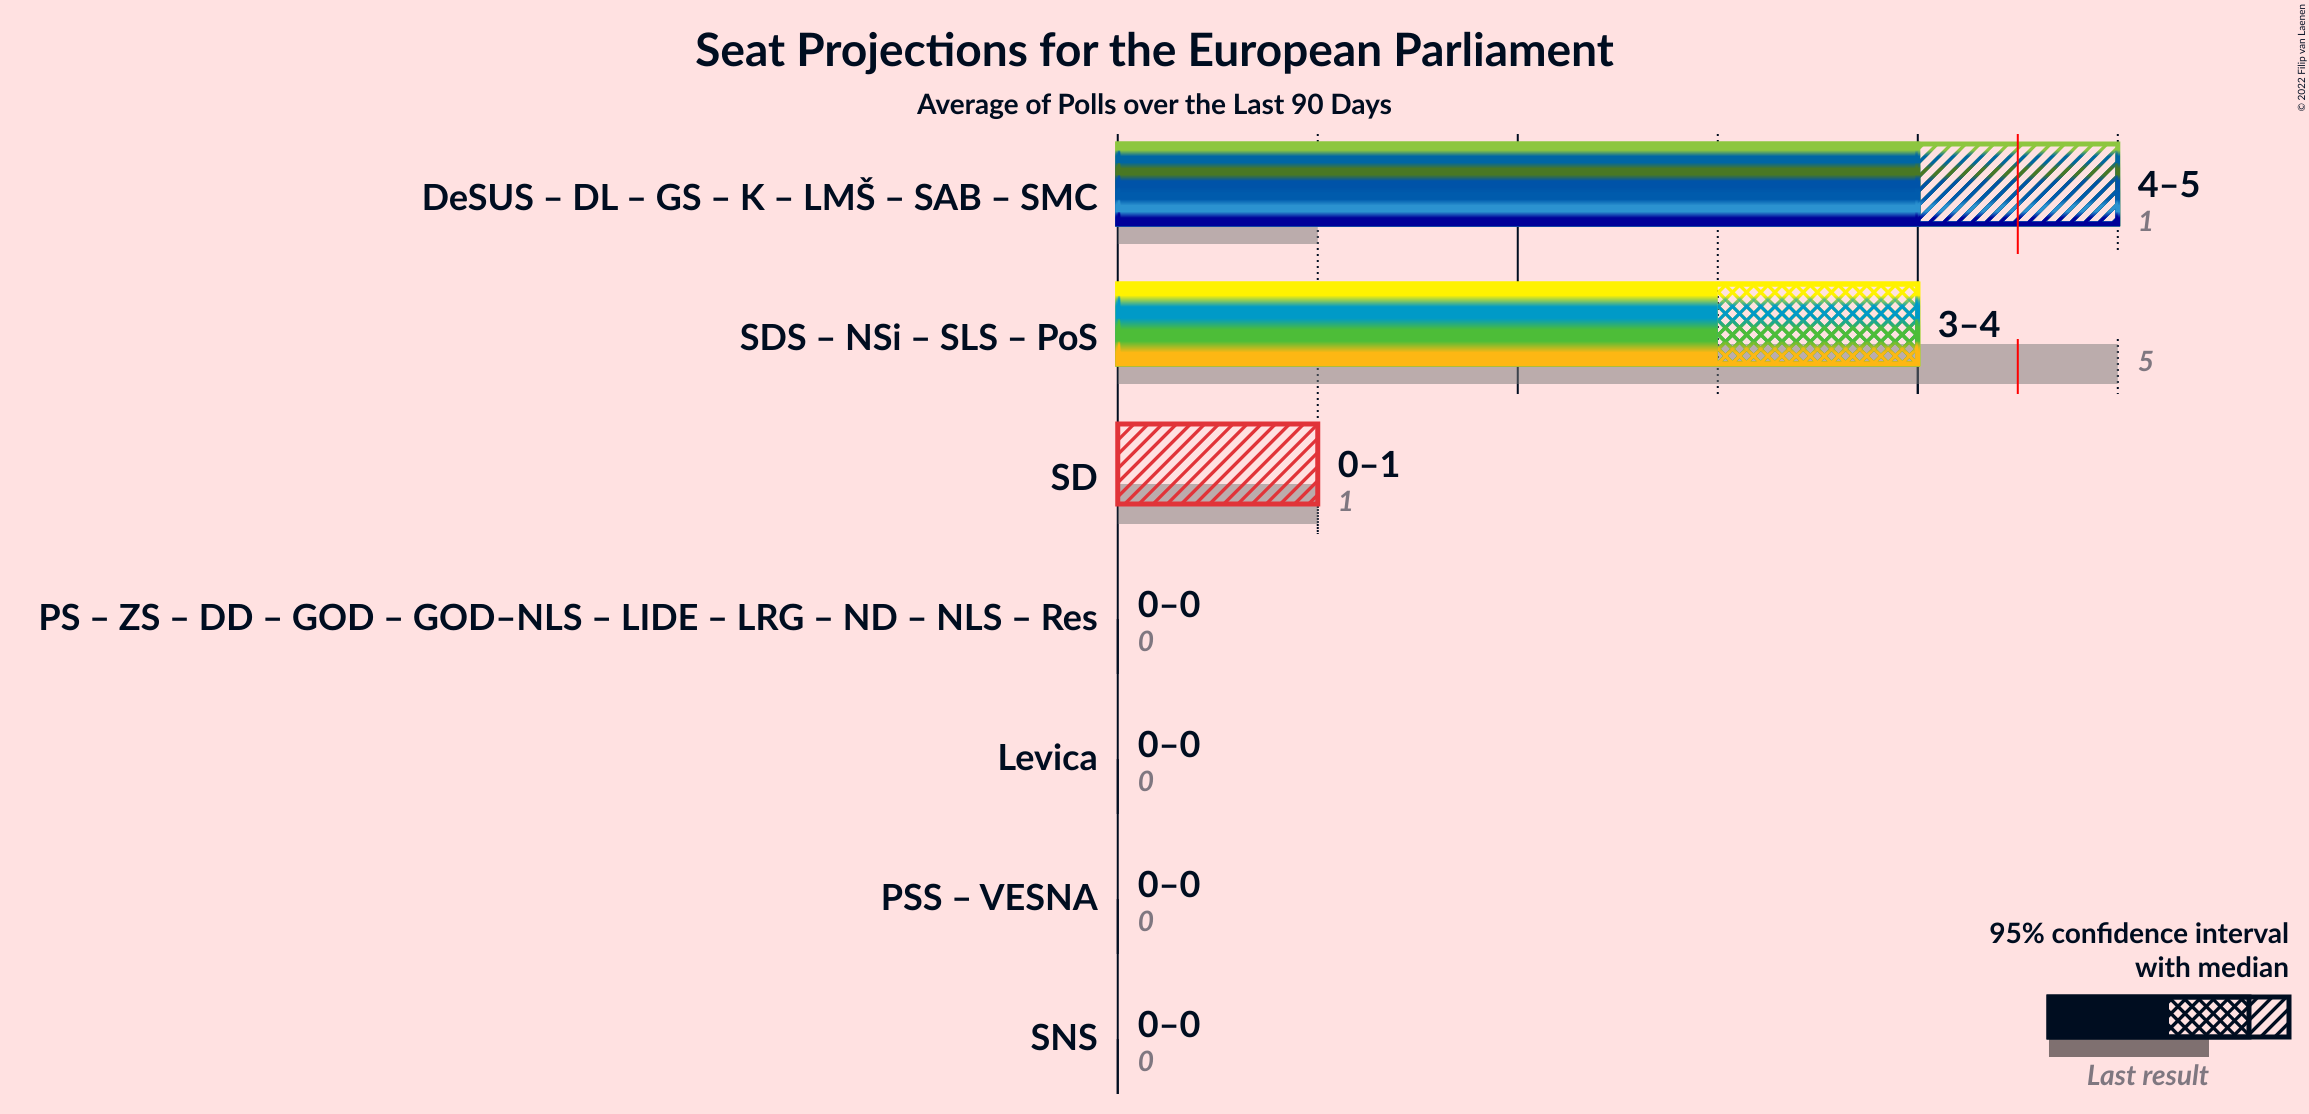 Seat Projections for the European Parliament
Average of Polls over the Last 90 Days
© 2022 Filip van Laenen
DeSUS – DL – GS – K – LMŠ – SAB – SMC
4–5
1
SDS – NSi – SLS – PoS
3–4
5
SD
0–1
1
PS – ZS – DD – GOD – GOD–NLS – LIDE – LRG – ND – NLS – Res
0–0
0
Levica
0–0
0
PSS – VESNA
0–0
0
SNS
0–0
0
95% confidence interval
with median
Last result